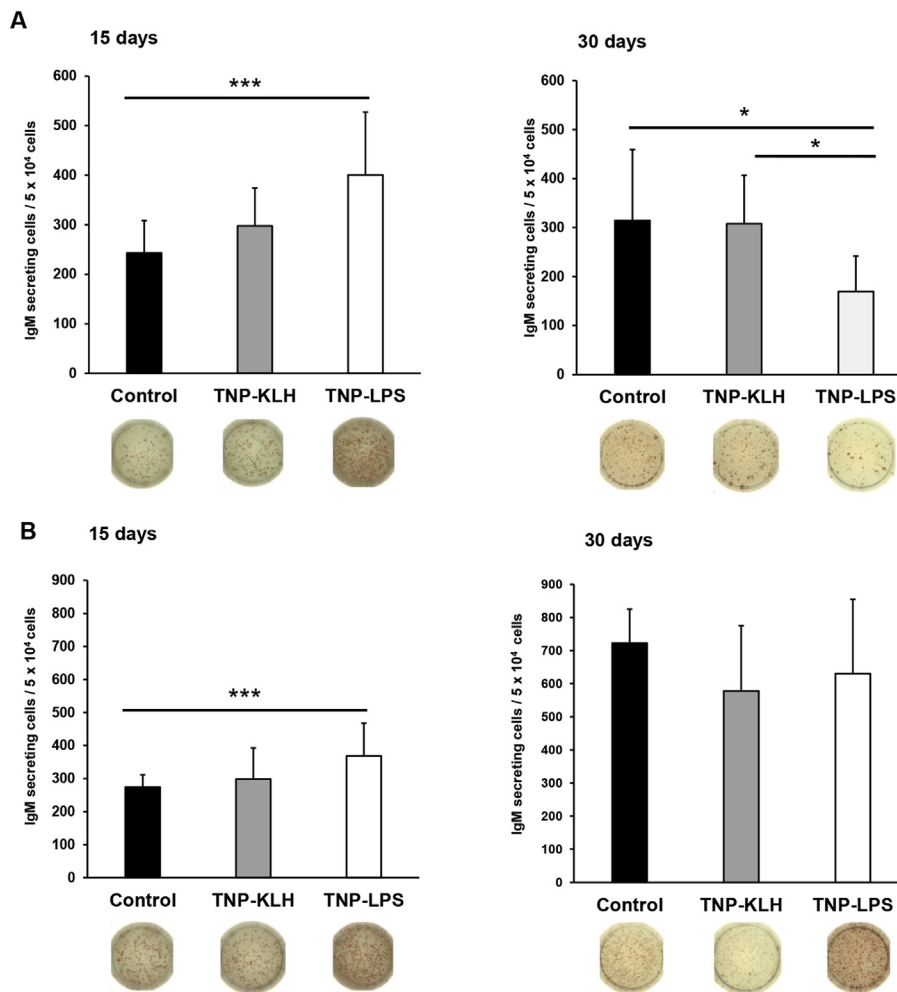 A
15 days
30 days
IgM secreting cells / 5 x 10⁴ cells
600
500
400
300
200
100
0
***
Control
TNP-KLH
TNP-LPS
IgM secreting cells / 5 x 10⁴ cells
600
500
400
300
200
100
0
*
*
Control
TNP-KLH
TNP-LPS
B
15 days
30 days
IgM secreting cells / 5 x 10⁴ cells
900
800
700
600
500
400
300
200
100
0
***
Control
TNP-KLH
TNP-LPS
IgM secreting cells / 5 x 10⁴ cells
900
800
700
600
500
400
300
200
100
0
Control
TNP-KLH
TNP-LPS